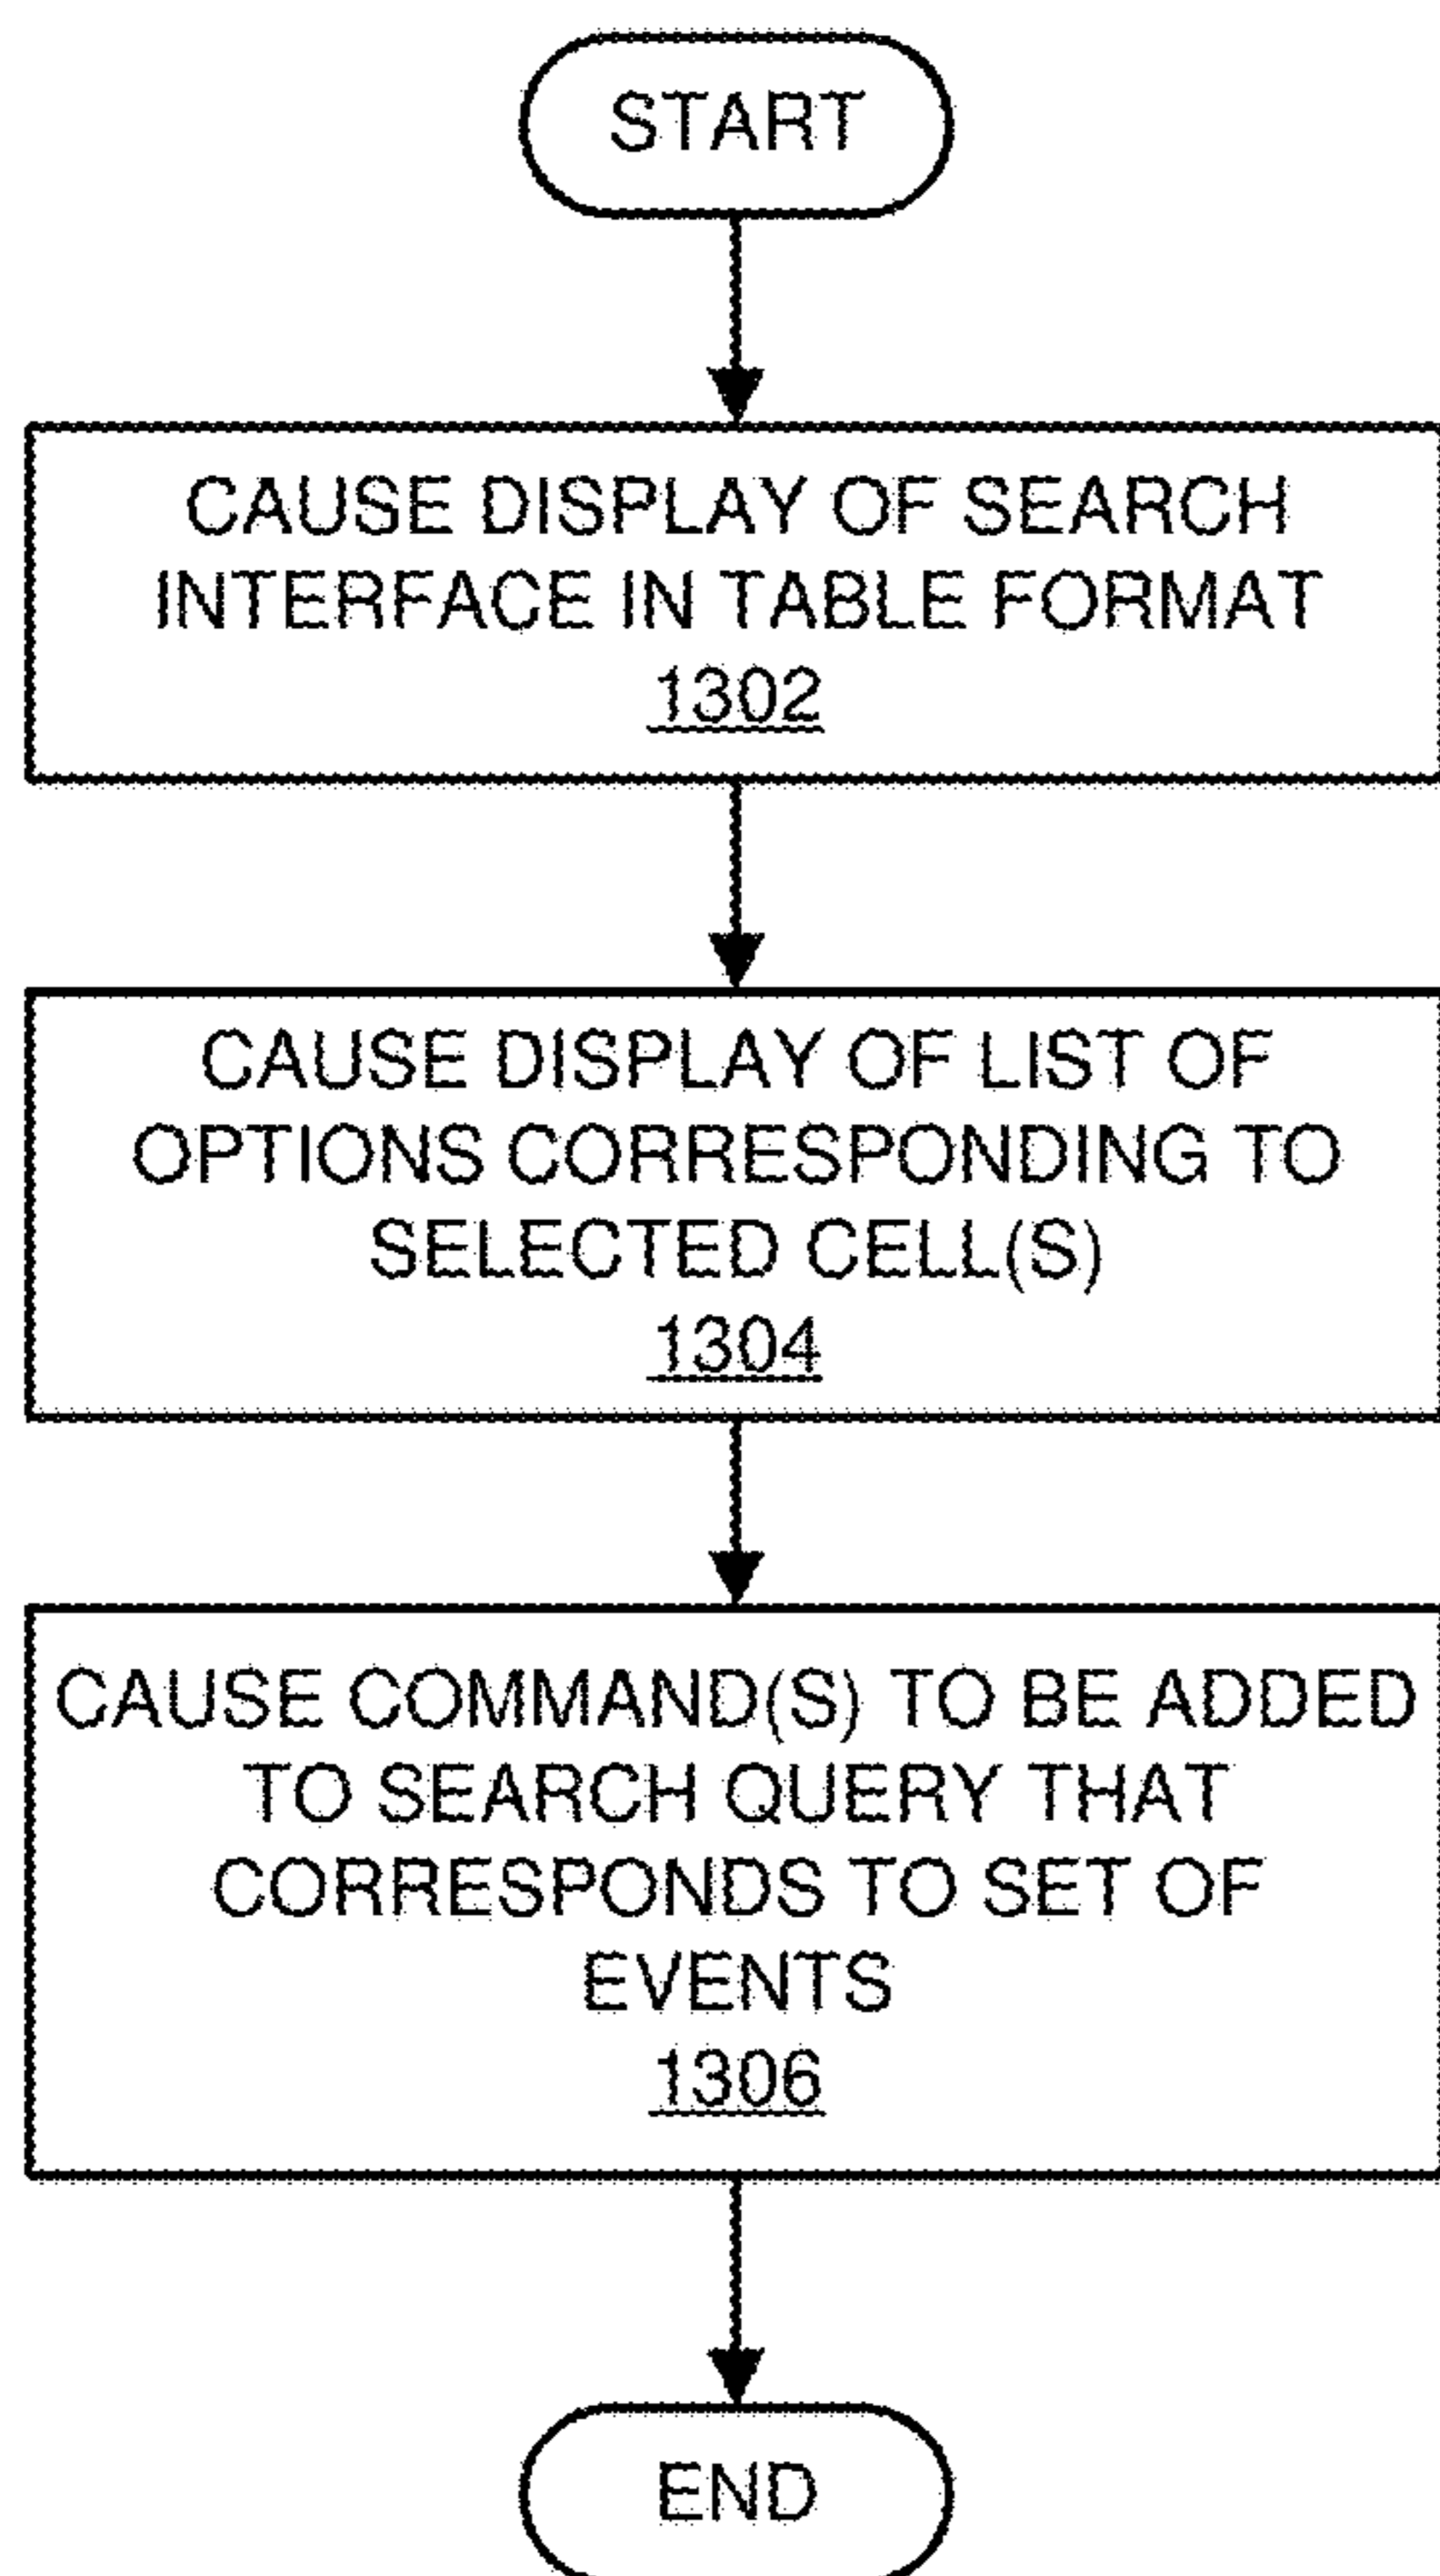 START
CAUSE DISPLAY OF SEARCH
INTERFACE IN TABLE FORMAT
1302
CAUSE DISPLAY OF LIST OF
OPTIONS CORRESPONDING TO
SELECTED CELL(S)
1304
CAUSE COMMAND(S) TO BE ADDED
TO SEARCH QUERY THAT
CORRESPONDS TO SET OF
EVENTS
1306
END